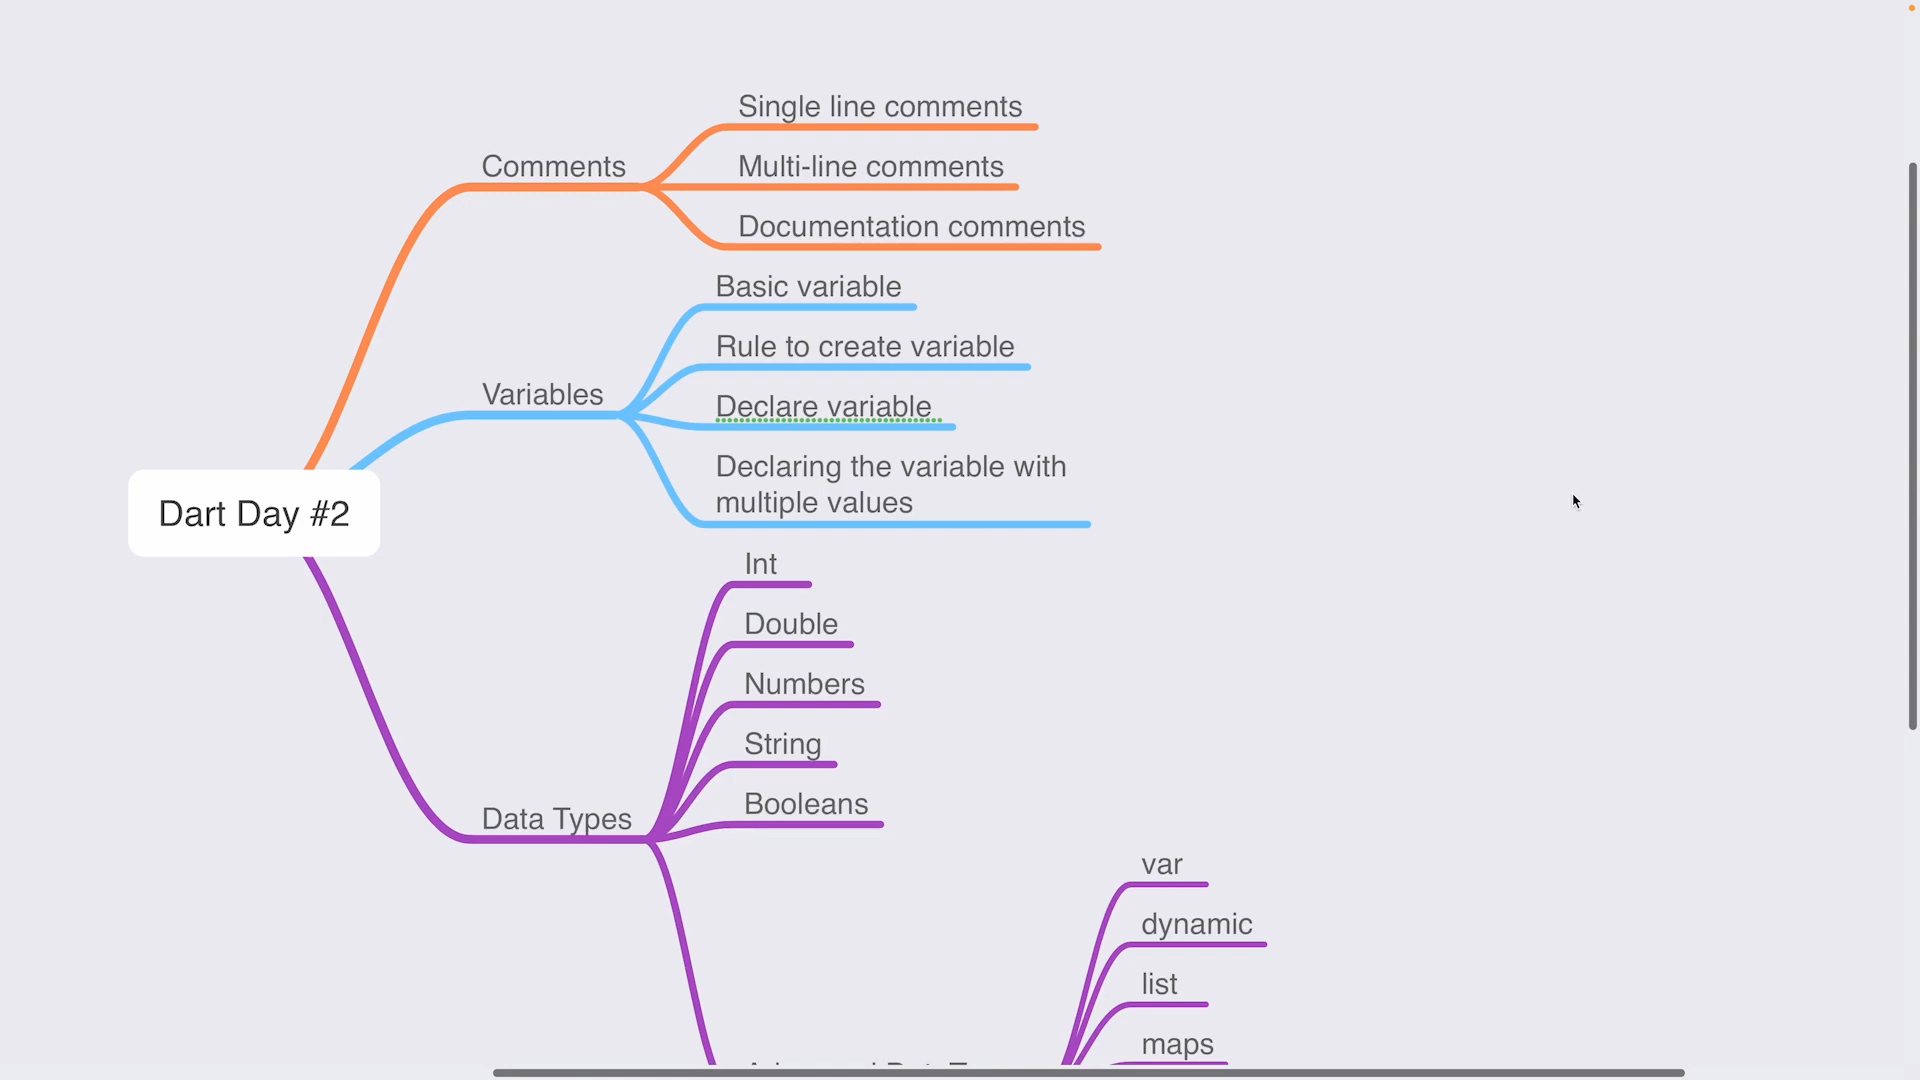 Single line comments
Comments
Multi-line comments
Documentation comments
Basic variable
Rule to create variable
Variables
Declare variable
Declaring the variable with
multiple values
Dart Day #2
Int
Double
Numbers
String
Data Types
Booleans
var
dynamic
list
maps